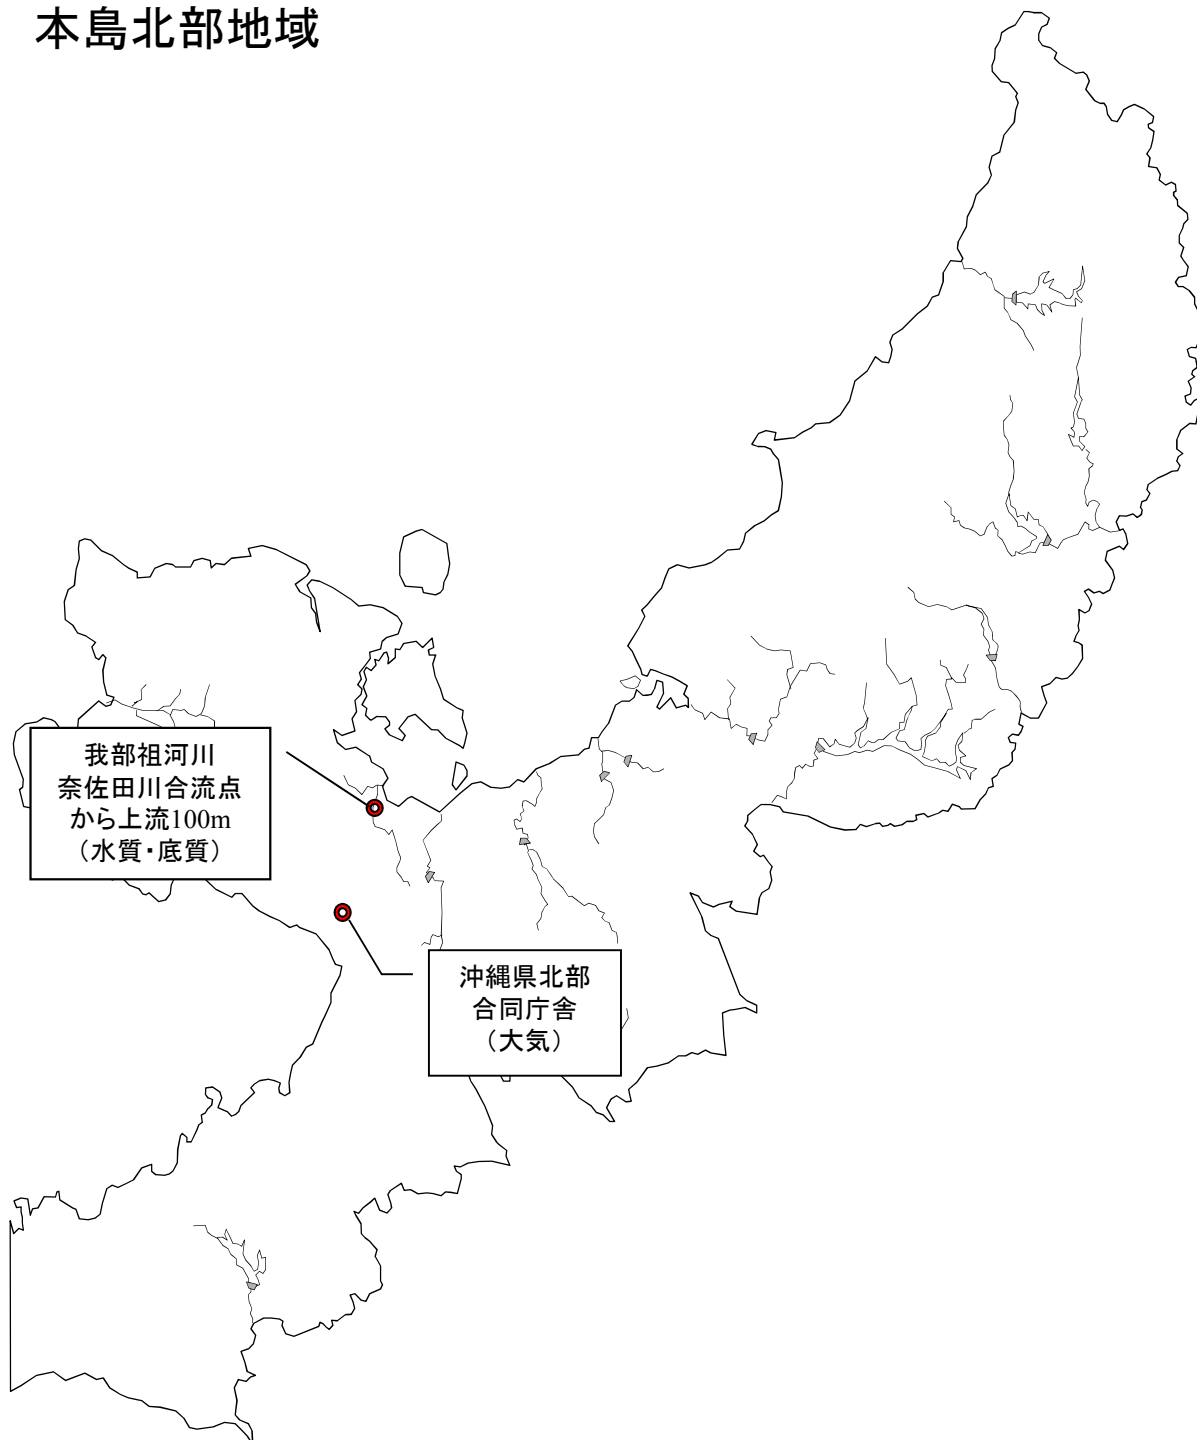 本島北部地域
我部祖河川
奈佐田川合流点
から上流100m
（水質・底質）
沖縄県北部
合同庁舎
（大気）